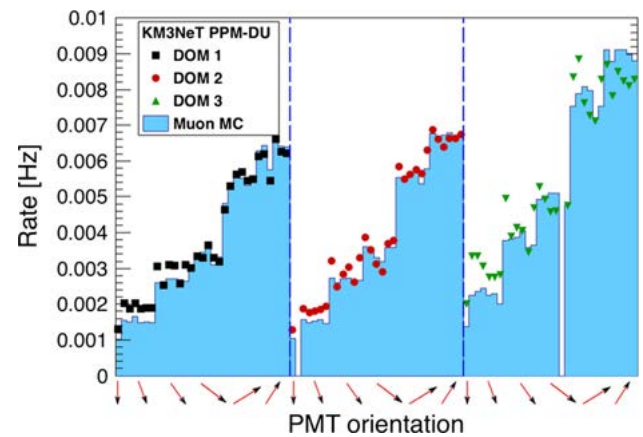 0.01
0.009
0.008
0.007
0.006
0.005
0.004
0.003
0.002
0.001
0
Rate [Hz]
KM3NeT PPM-DU
DOM 1
DOM 2
DOM 3
Muon MC
PMT orientation